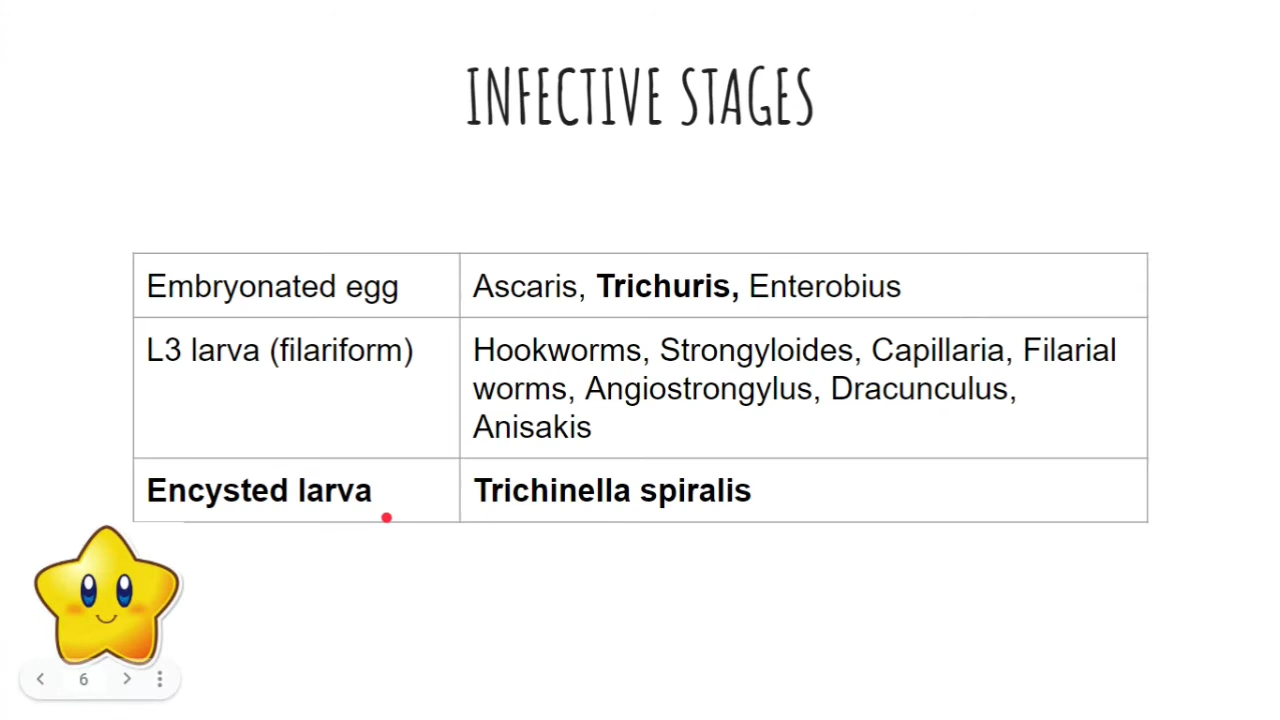 INFECTIVE STAGES
Embryonated egg
Ascaris, Trichuris, Enterobius
L3 larva (filariform)
Hookworms, Strongyloides, Capillaria, Filarial
worms, Angiostrongylus, Dracunculus,
Anisakis
Encysted larva
Trichinella spiralis
6